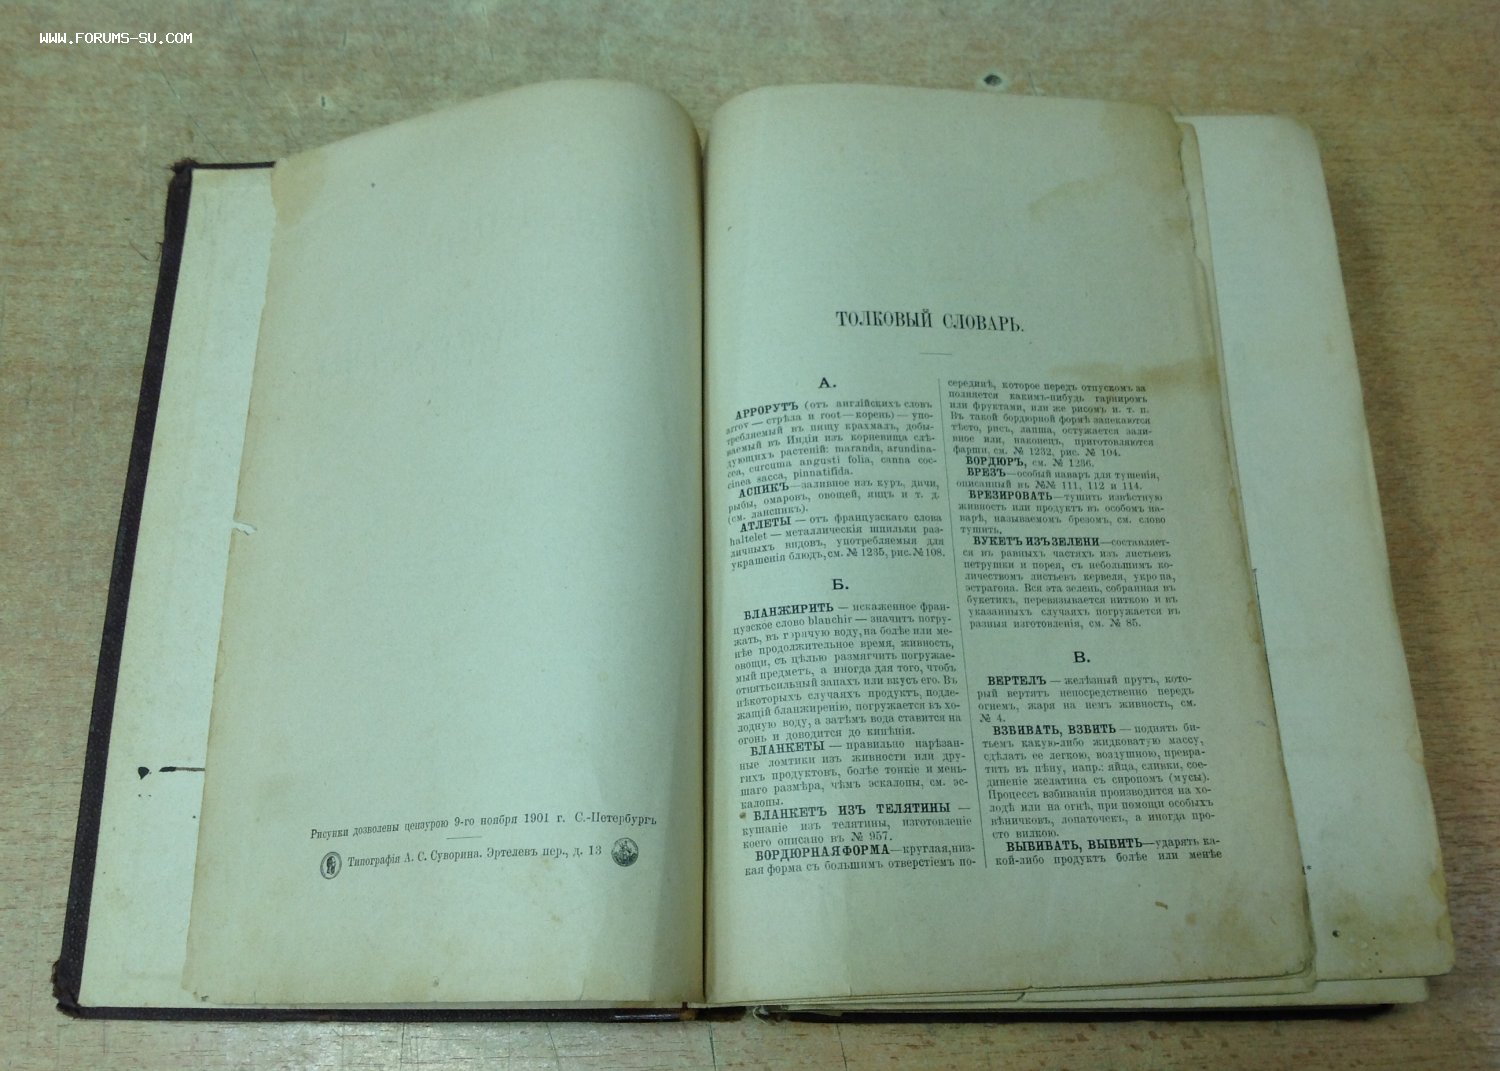 WWW.FORUMS-SU.COM
Рисунки дозволены цензурою 9-го ноября 1901 г. С.-Петербургъ
Типографія А. С. Суворина. Эртелевъ пер., д. 13
ТОЛКОВЫЙ СЛОВАРЬ.
А.
АРРОРУТЪ (отъ англійскихъ словъ
arrov — стрѣла и root — корень) — упо-
требляемый въ пищу крахмалъ, добы-
ваемый въ Индіи изъ корневища слѣ-
дующихъ растеній: maranda, arundina-
cea, curcuma angusti folia, canna coc-
cinea sacca, pinnatifida.
АСПИКЪ — заливное изъ куръ, дичи,
рыбы, омаровъ, овощей, яицъ и т. д.
(см. ланспикъ).
АТЛЕТЫ — отъ французскаго слова
haltelet — металлическія шпильки раз-
личныхъ видовъ, употребляемыя для
украшенія блюдъ, см. № 1235, рис. № 108.
Б.
БЛАНЖИРИТЬ — искаженное фран-
цузское слово blanchir — значитъ погру-
жать, въ горячую воду, на болѣе или ме-
нѣе продолжительное время, живность,
овощи, съ цѣлью размягчить погружае-
мый предметъ, а иногда для того, чтобъ
отнять сильный запахъ или вкусъ его. Въ
нѣкоторыхъ случаяхъ продуктъ, подле-
жащій бланжиренію, погружается въ хо-
лодную воду, а затѣмъ вода ставится на
огонь и доводится до кипѣнія.
БЛАНКЕТЫ — правильно нарѣзан-
ные ломтики изъ живности или дру-
гихъ продуктовъ, болѣе тонкіе и мень-
шаго размѣра, чѣмъ эскалопы, см. эс-
калопы.
БЛАНКЕТЪ ИЗЪ ТЕЛЯТИНЫ —
кушаніе изъ телятины, изготовленіе
коего описано въ № 957.
БОРДЮРНАЯ ФОРМА — круглая, низ-
кая форма съ большимъ отверстіемъ по-
серединѣ, которое передъ отпускомъ за
полняется какимъ-нибудь гарниромъ
или фруктами, или же рисомъ и. т. п.
Въ такой бордюрной формѣ запекаются
тѣсто, рисъ, лапша, остужается зали-
вное или, наконецъ, приготовляются
фарши, см. № 1232, рис. № 104.
БОРДЮРЪ, см. № 1236.
БРЕЗЪ — особый наваръ для тушенія,
описанный въ №№ 111, 112 и 114.
БРЕЗИРОВАТЬ — тушить извѣстную
живность или продуктъ въ особомъ на-
варѣ, называемомъ брезомъ, см. слово
тушить.
БУКЕТЪ ИЗЪ ЗЕЛЕНИ — составляет-
ся въ равныхъ частяхъ изъ листьевъ
петрушки и порея, съ небольшимъ ко-
личествомъ листьевъ кервеля, укропа,
эстрагона. Вся эта зелень, собранная въ
букетикъ, перевязывается ниткою и въ
указанныхъ случаяхъ погружается въ
разныя изготовленія, см. № 85.
В.
ВЕРТЕЛЪ — желѣзный прутъ, кото-
рый вертятъ непосредственно передъ
огнемъ, жаря на немъ живность, см.
№ 4.
ВЗБИВАТЬ, ВЗБИТЬ — поднять би-
тьемъ какую-либо жидковатую массу,
сдѣлать ее легкою, воздушною, превра-
тить въ пѣну, напр.: яйца, сливки, сое-
диненіе желатина съ сиропомъ (мусы).
Процессъ взбиванія производится на хо-
лодѣ или на огнѣ, при помощи особыхъ
вѣничковъ, лопаточекъ, а иногда про-
сто вилкою.
ВЫБИВАТЬ, ВЫБИТЬ — ударять ка-
кой-либо продуктъ болѣе или менѣе